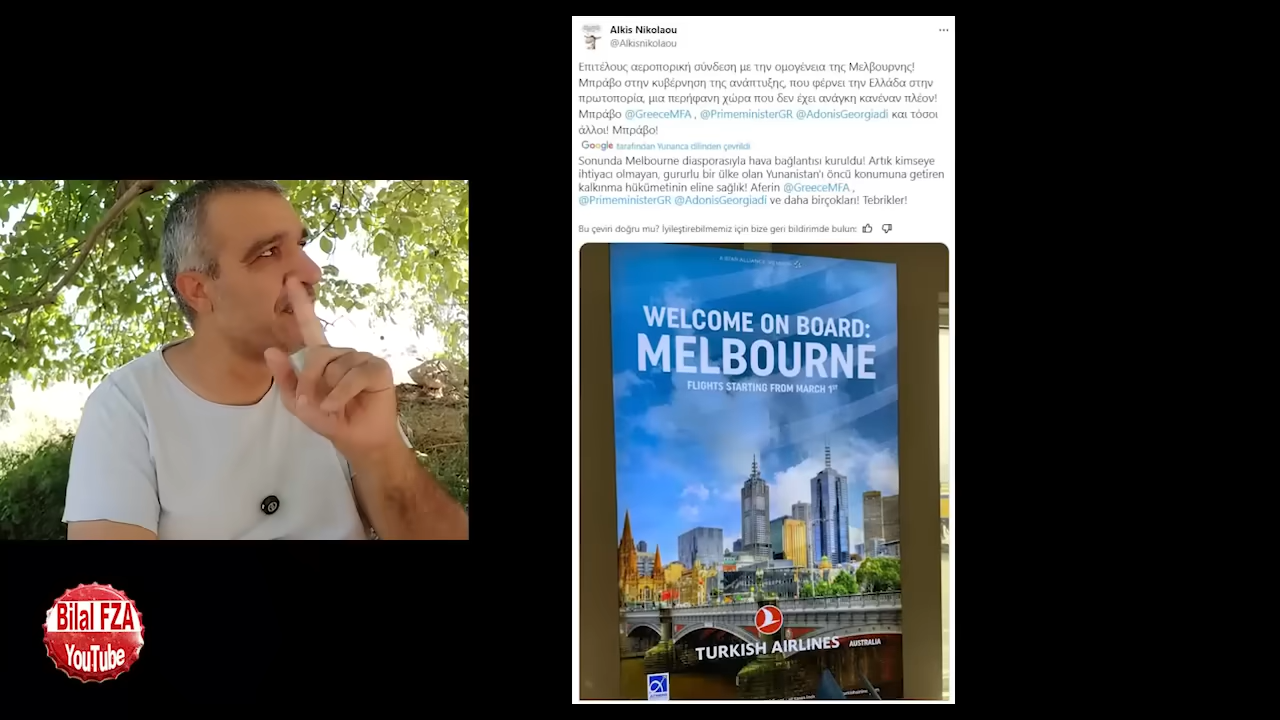 Alkis Nikolaou
@Alkisnikolaou
Επιτέλους αεροπορική σύνδεση με την ομογένεια της Μελβουρνης!
Μπράβο στην κυβέρνηση της ανάπτυξης, που φέρνει την Ελλάδα στην
πρωτοπορία, μια περήφανη χώρα που δεν έχει ανάγκη κανέναν πλέον!
Μπράβο @GreeceMFA , @PrimeministerGR @AdonisGeorgiadi και τόσοι
άλλοι! Μπράβο!
Google tarafından Yunanca dilinden çevrildi
Sonunda Melbourne diasporasıyla hava bağlantısı kuruldu! Artık kimseye
ihtiyacı olmayan, gururlu bir ülke olan Yunanistan'ı öncü konumuna getiren
kalkınma hükümetinin eline sağlık! Aferin @GreeceMFA ,
@PrimeministerGR @AdonisGeorgiadi ve daha birçokları! Tebrikler!
Bu çeviri doğru mu? İyileştirebilmemiz için bize geri bildirimde bulun:
A STAR ALLIANCE MEMBER
WELCOME ON BOARD:
MELBOURNE
FLIGHTS STARTING FROM MARCH 1ST
TURKISH AIRLINES AUSTRALIA
Bilal FZA
YouTube